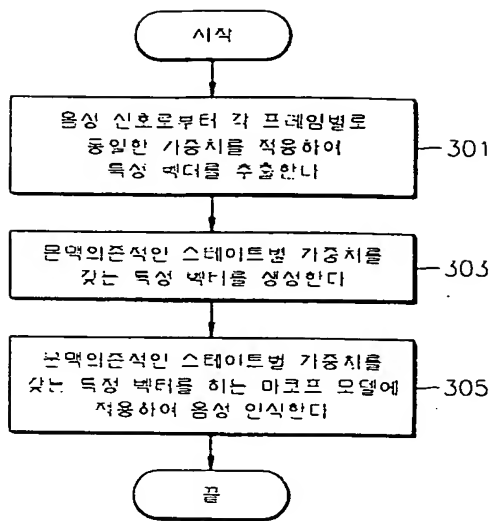 시작
음성 신호로부터 각 프레임별로
동일한 가중치를 적용하여
특성 벡터를 추출한다
301
문맥의존적인 스테이트별 가중치를
갖는 특성 벡터를 생성한다
303
문맥의존적인 스테이트별 가중치를
갖는 특성 벡터를 히든 마코프 모델에
적용하여 음성 인식한다
305
끝